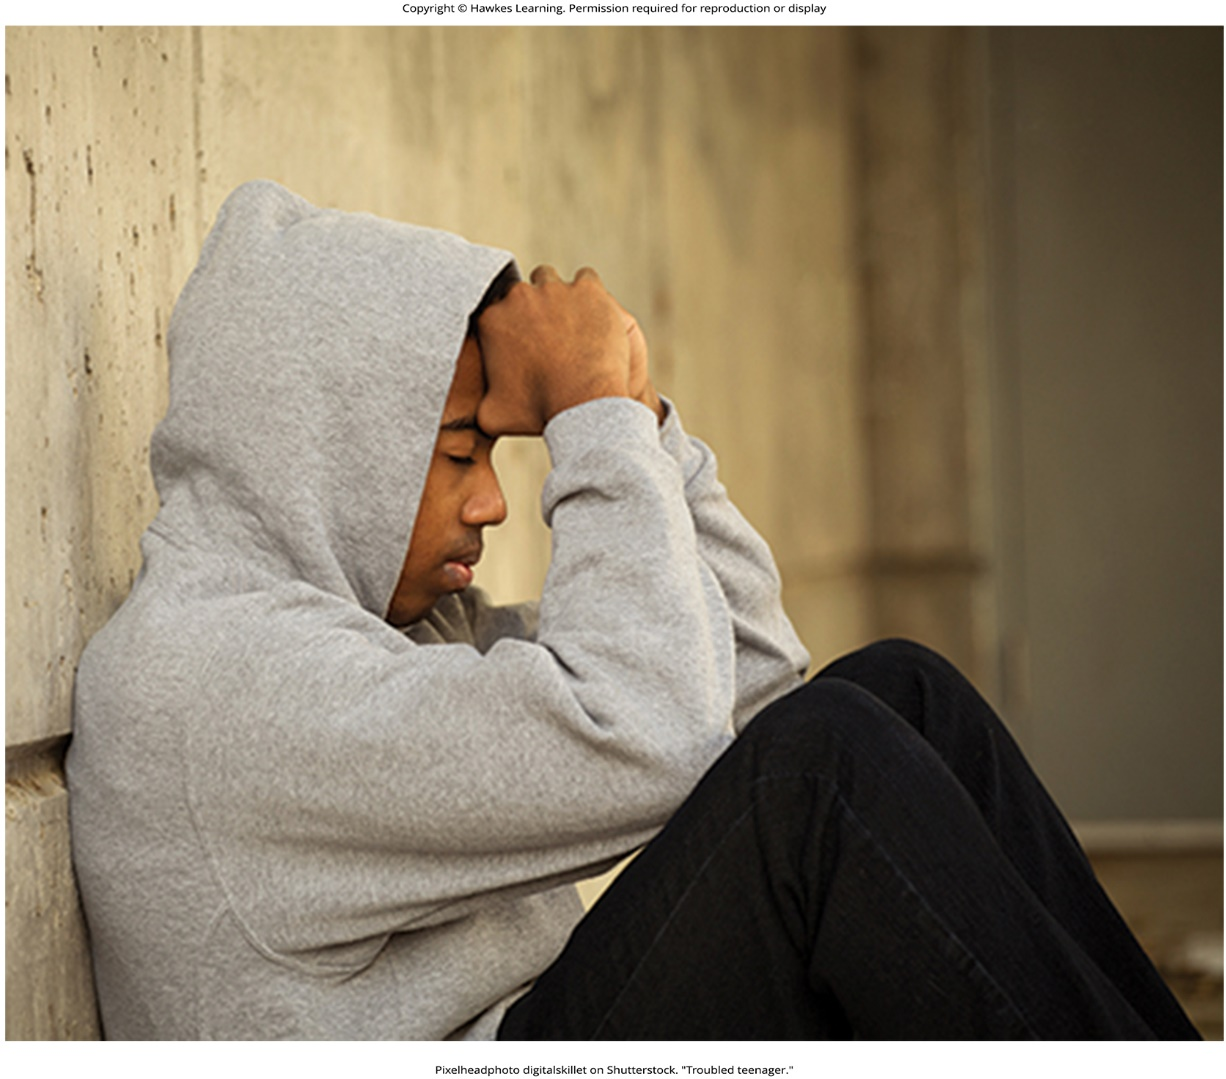 Copyright © Hawkes Learning. Permission required for reproduction or display
Pixelheadphoto digitalskillet on Shutterstock. "Troubled teenager."